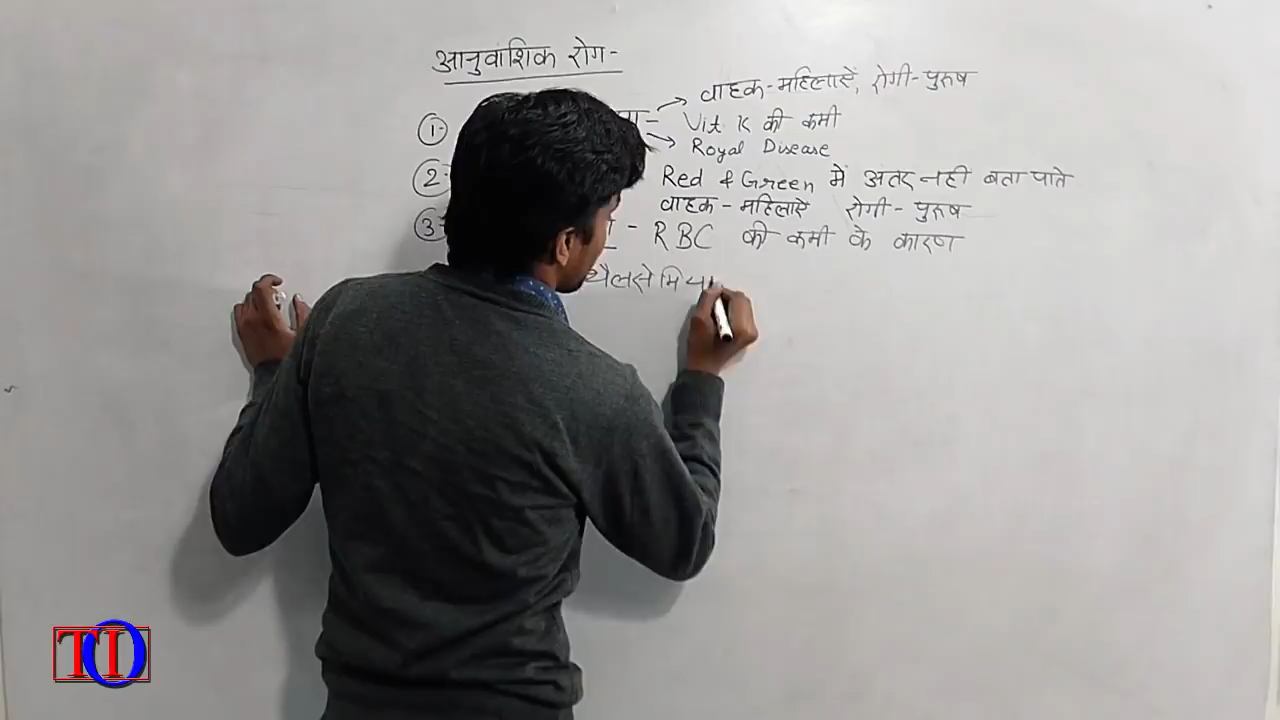 आनुवांशिक रोग-
वाहक-महिलाऐं, रोगी-पुरूष
①
Vit. K की कमी
Royal Disease
② Red & Green में अंतर नही बता पाते
वाहक - महिलाऐं रोगी- पुरूष
③ - RBC की कमी के कारण
थैलसेमिया
TIO